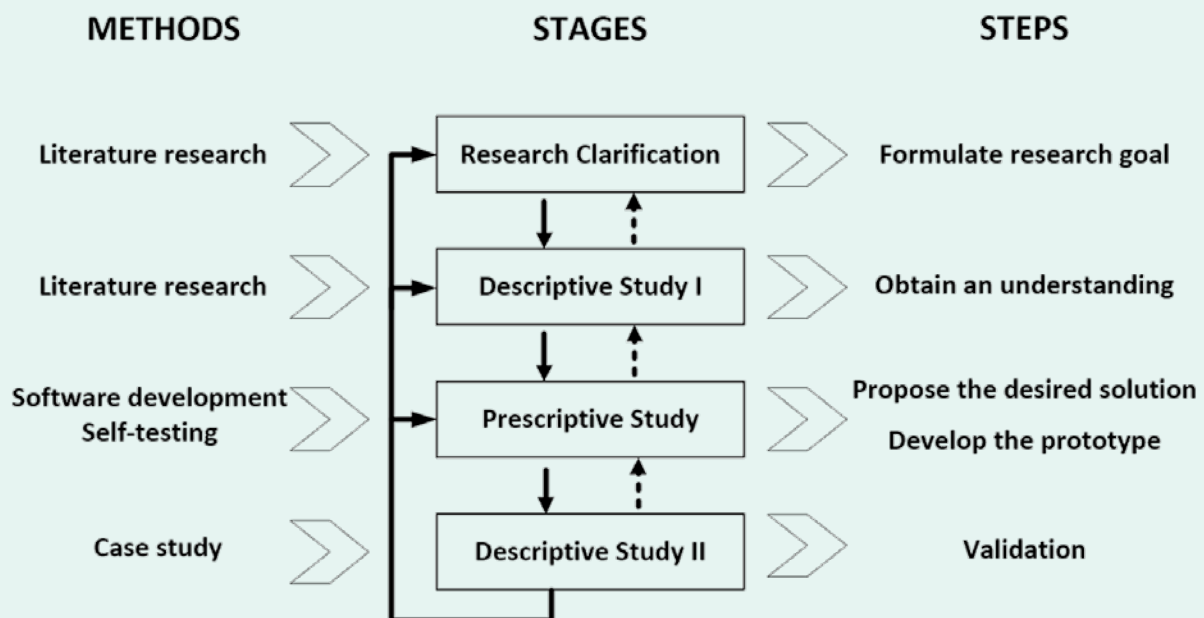 METHODS STAGES STEPS
Literature research Research Clarification Formulate research goal
Literature research Descriptive Study I Obtain an understanding
Software development
Self-testing
Prescriptive Study
Propose the desired solution
Develop the prototype
Case study Descriptive Study II Validation